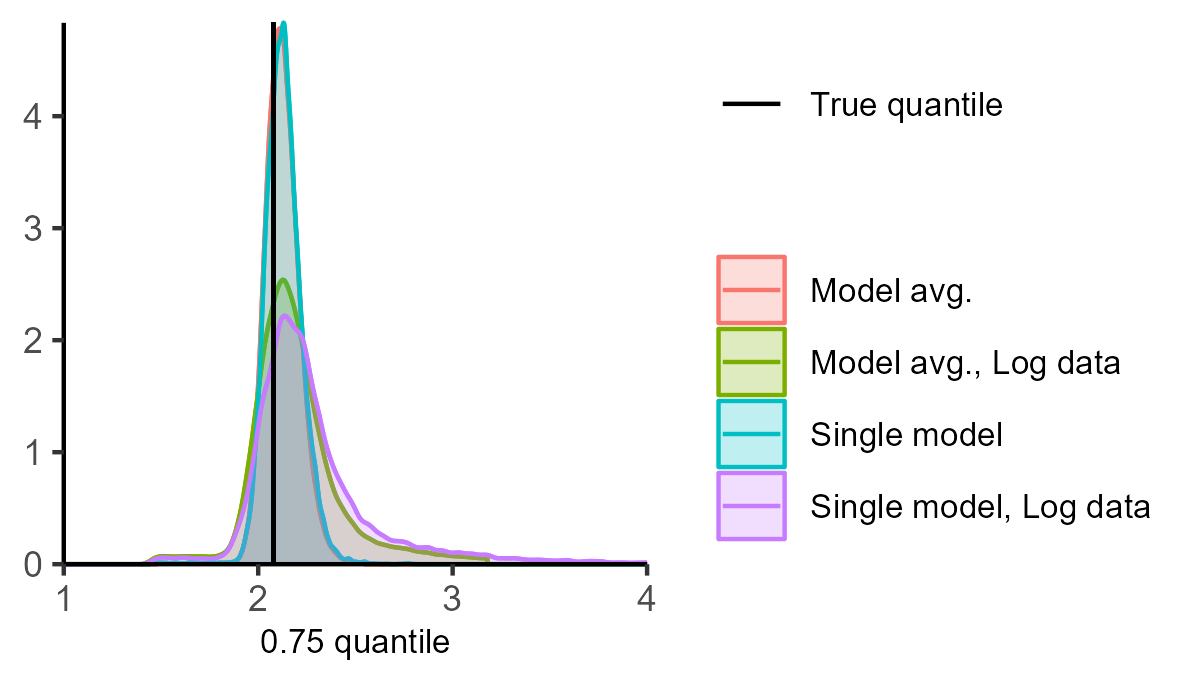 4
3
2
1
0
1 2 3 4
0.75 quantile
True quantile
Model avg.
Model avg., Log data
Single model
Single model, Log data